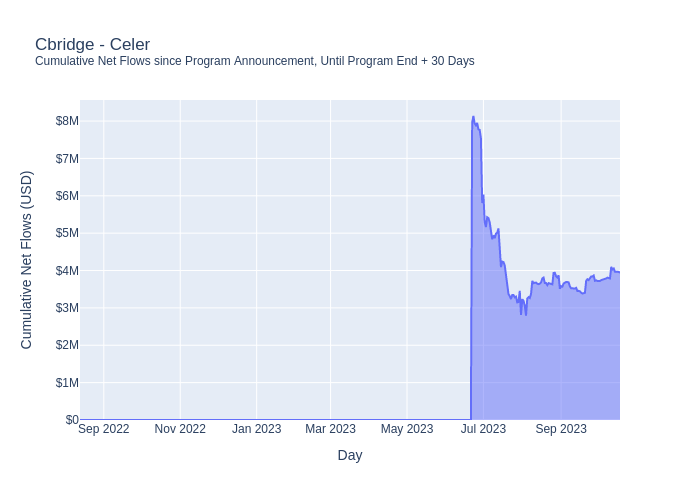 Cbridge - Celer
Cumulative Net Flows since Program Announcement, Until Program End + 30 Days
Cumulative Net Flows (USD)
$8M
$7M
$6M
$5M
$4M
$3M
$2M
$1M
$0
Sep 2022
Nov 2022
Jan 2023
Mar 2023
May 2023
Jul 2023
Sep 2023
Day